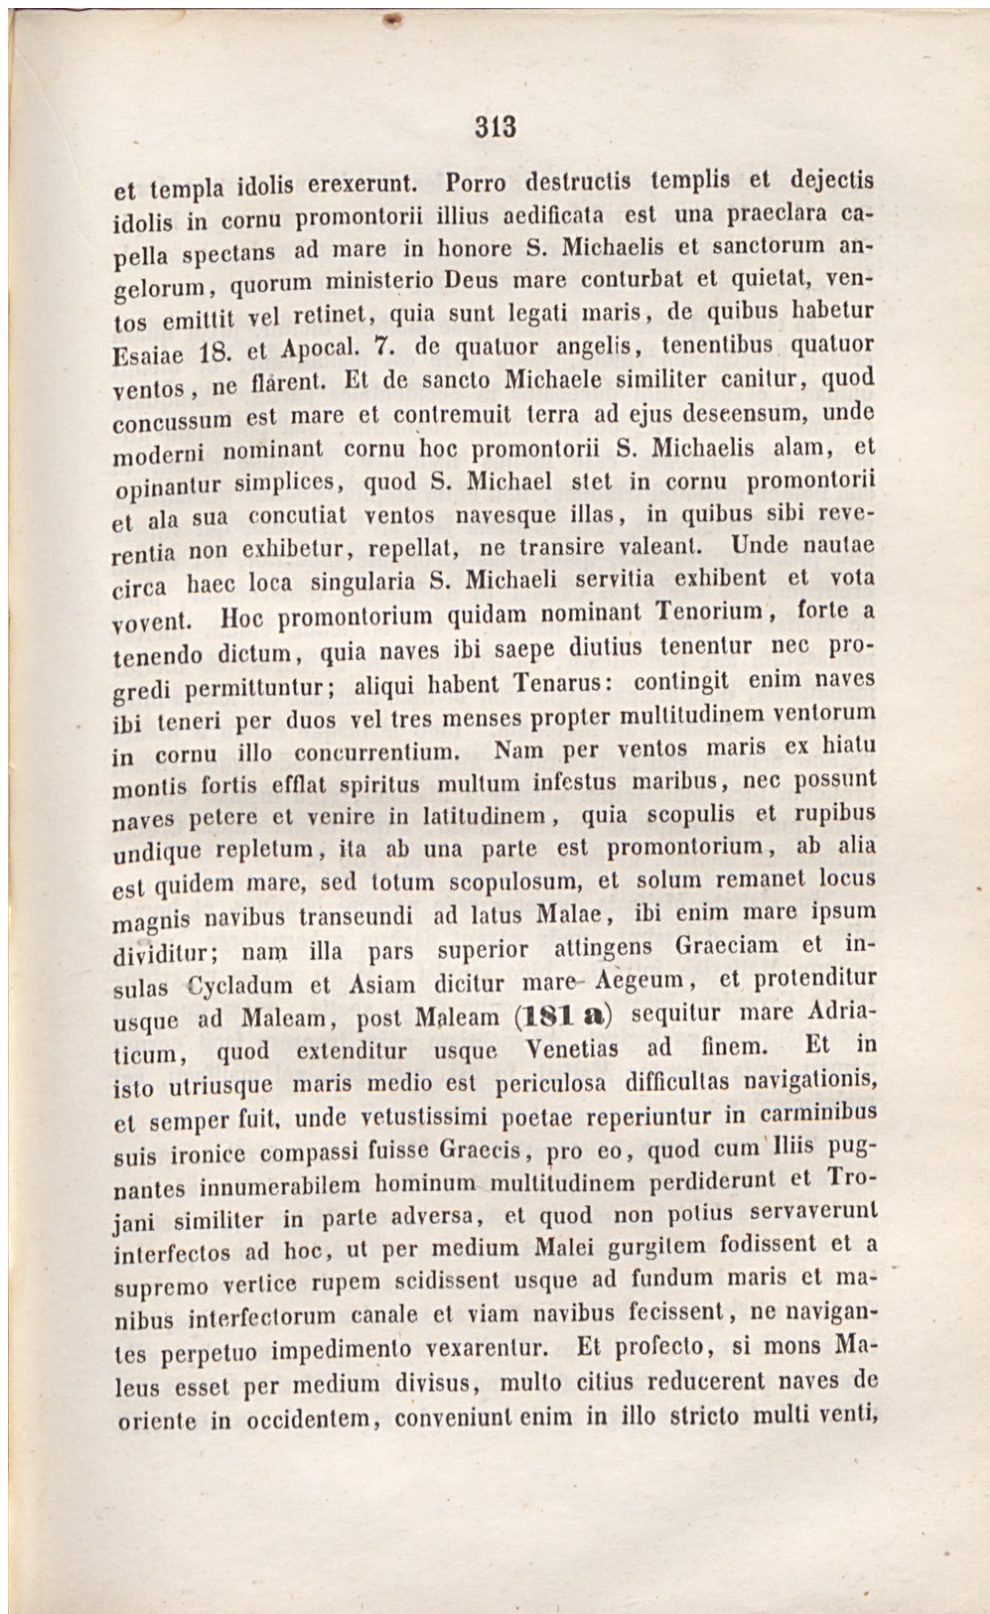 313
et templa idolis erexerunt. Porro destructis templis et dejectis
idolis in cornu promontorii illius aedificata est una praeclara ca-
pella spectans ad mare in honore S. Michaelis et sanctorum an-
gelorum, quorum ministerio Deus mare conturbat et quietat, ven-
tos emittit vel retinet, quia sunt legati maris, de quibus habetur
Esaiae 18. et Apocal. 7. de quatuor angelis, tenentibus quatuor
ventos, ne flarent. Et de sancto Michaele similiter canitur, quod
concussum est mare et contremuit terra ad ejus descensum, unde
moderni nominant cornu hoc promontorii S. Michaelis alam, et
opinantur simplices, quod S. Michael stet in cornu promontorii
et ala sua concutiat ventos navesque illas, in quibus sibi reve-
rentia non exhibetur, repellat, ne transire valeant. Unde nautae
circa haec loca singularia S. Michaeli servitia exhibent et vota
vovent. Hoc promontorium quidam nominant Tenorium, forte a
tenendo dictum, quia naves ibi saepe diutius tenentur nec pro-
gredi permittuntur; aliqui habent Tenarus: contingit enim naves
ibi teneri per duos vel tres menses propter multitudinem ventorum
in cornu illo concurrentium. Nam per ventos maris ex hiatu
montis fortis efflat spiritus multum infestus maribus, nec possunt
naves petere et venire in latitudinem, quia scopulis et rupibus
undique repletum, ita ab una parte est promontorium, ab alia
est quidem mare, sed totum scopulosum, et solum remanet locus
magnis navibus transeundi ad latus Malae, ibi enim mare ipsum
dividitur; nam illa pars superior attingens Graeciam et in-
sulas Cycladum et Asiam dicitur mare Aegeum, et protenditur
usque ad Maleam, post Maleam (181 a) sequitur mare Adria-
ticum, quod extenditur usque Venetias ad finem. Et in
isto utriusque maris medio est periculosa difficultas navigationis,
et semper fuit, unde vetustissimi poetae reperiuntur in carminibus
suis ironice compassi fuisse Graecis, pro eo, quod cum Iliis pug-
nantes innumerabilem hominum multitudinem perdiderunt et Tro-
jani similiter in parte adversa, et quod non potius servaverunt
interfectos ad hoc, ut per medium Malei gurgitem fodissent et a
supremo vertice rupem scidissent usque ad fundum maris et ma-
nibus interfectorum canale et viam navibus fecissent, ne navigan-
tes perpetuo impedimento vexarentur. Et profecto, si mons Ma-
leus esset per medium divisus, multo citius reducerent naves de
oriente in occidentem, conveniunt enim in illo stricto multi venti,